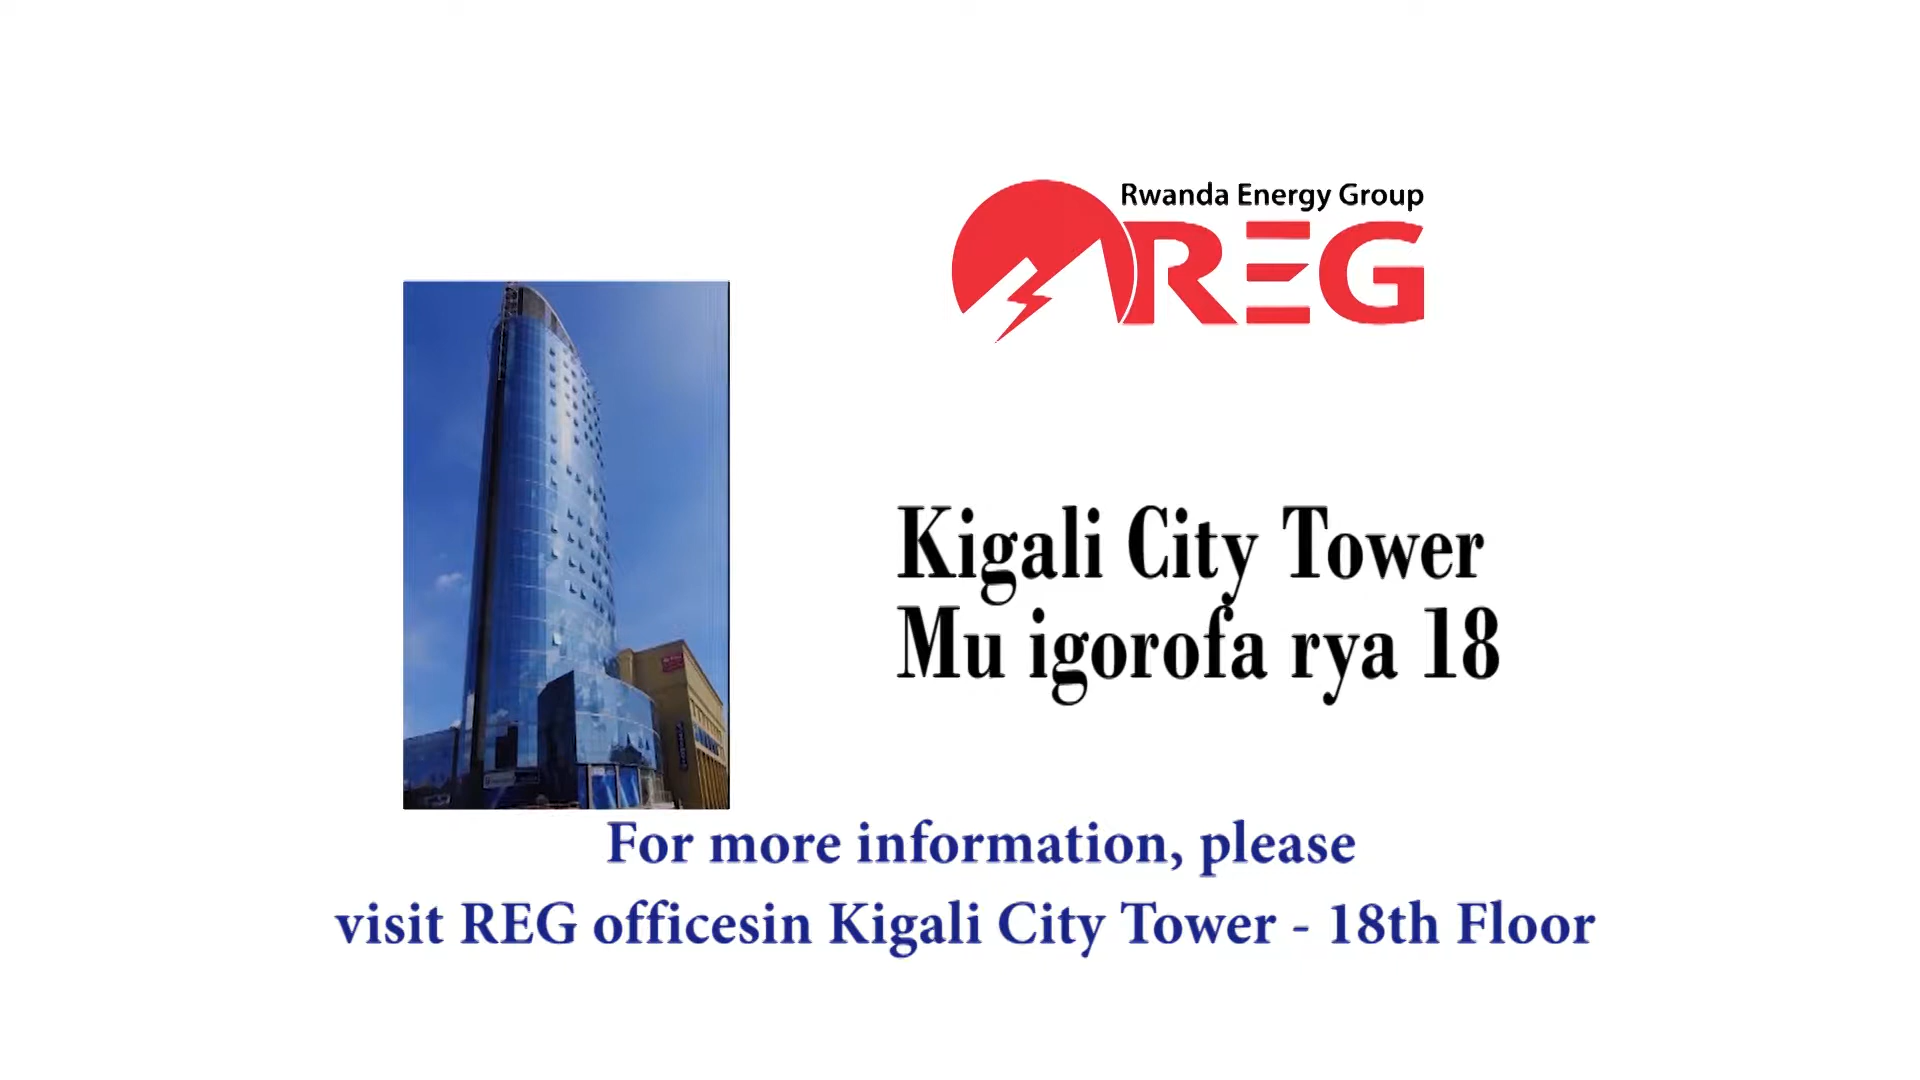 Rwanda Energy Group
REG
Kigali City Tower
Mu igorofa rya 18
For more information, please
visit REG officesin Kigali City Tower - 18th Floor